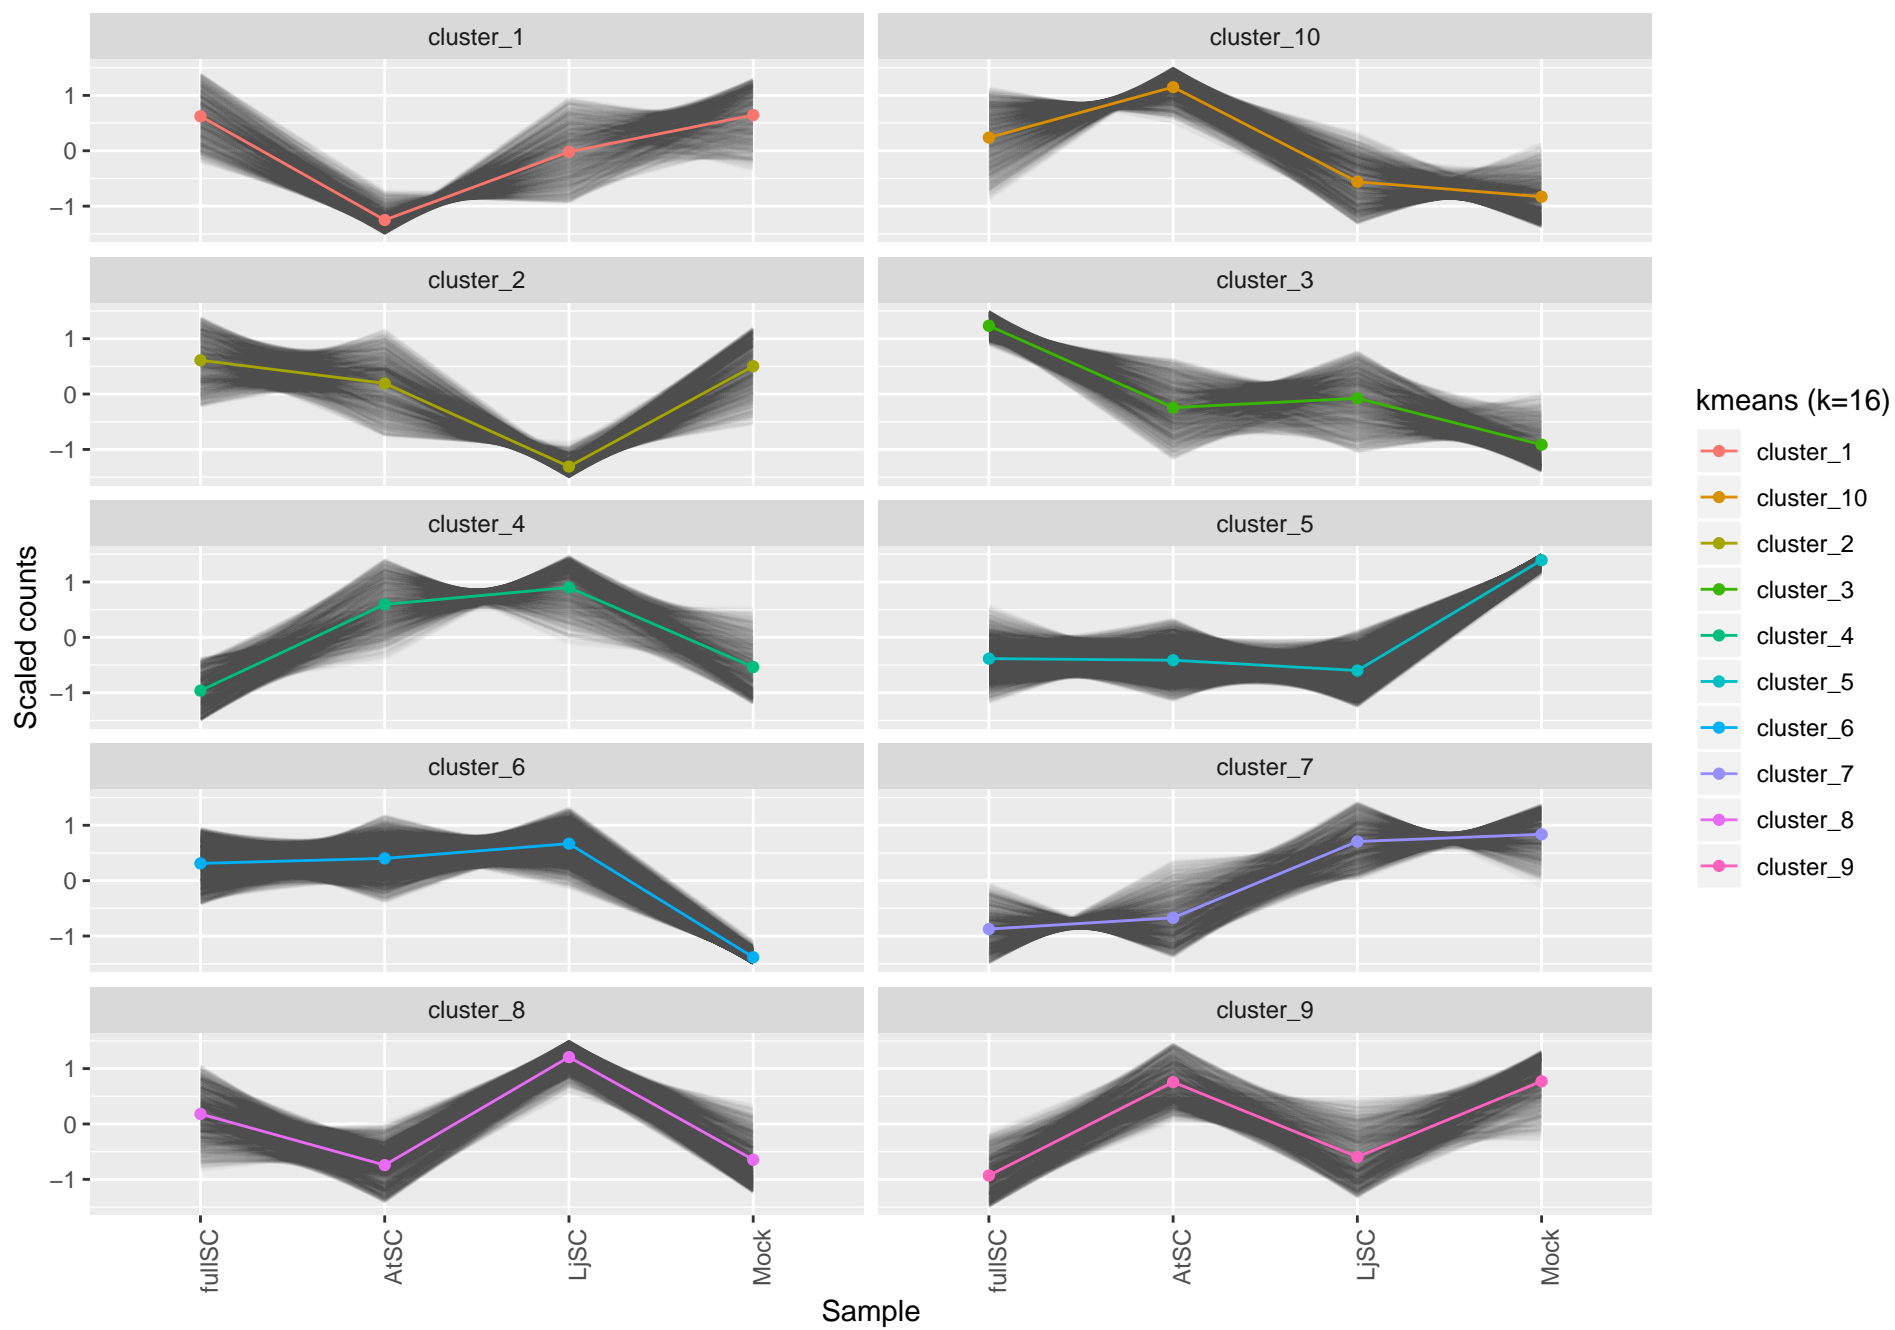 cluster_1
cluster_10
1
0
−1
cluster_2
cluster_3
1
0
−1
cluster_4
cluster_5
1
0
−1
cluster_6
cluster_7
1
0
−1
cluster_8
cluster_9
1
0
−1
fullSC
AtSC
LjSC
Mock
fullSC
AtSC
LjSC
Mock
Sample
Scaled counts
kmeans (k=16)
cluster_1
cluster_10
cluster_2
cluster_3
cluster_4
cluster_5
cluster_6
cluster_7
cluster_8
cluster_9